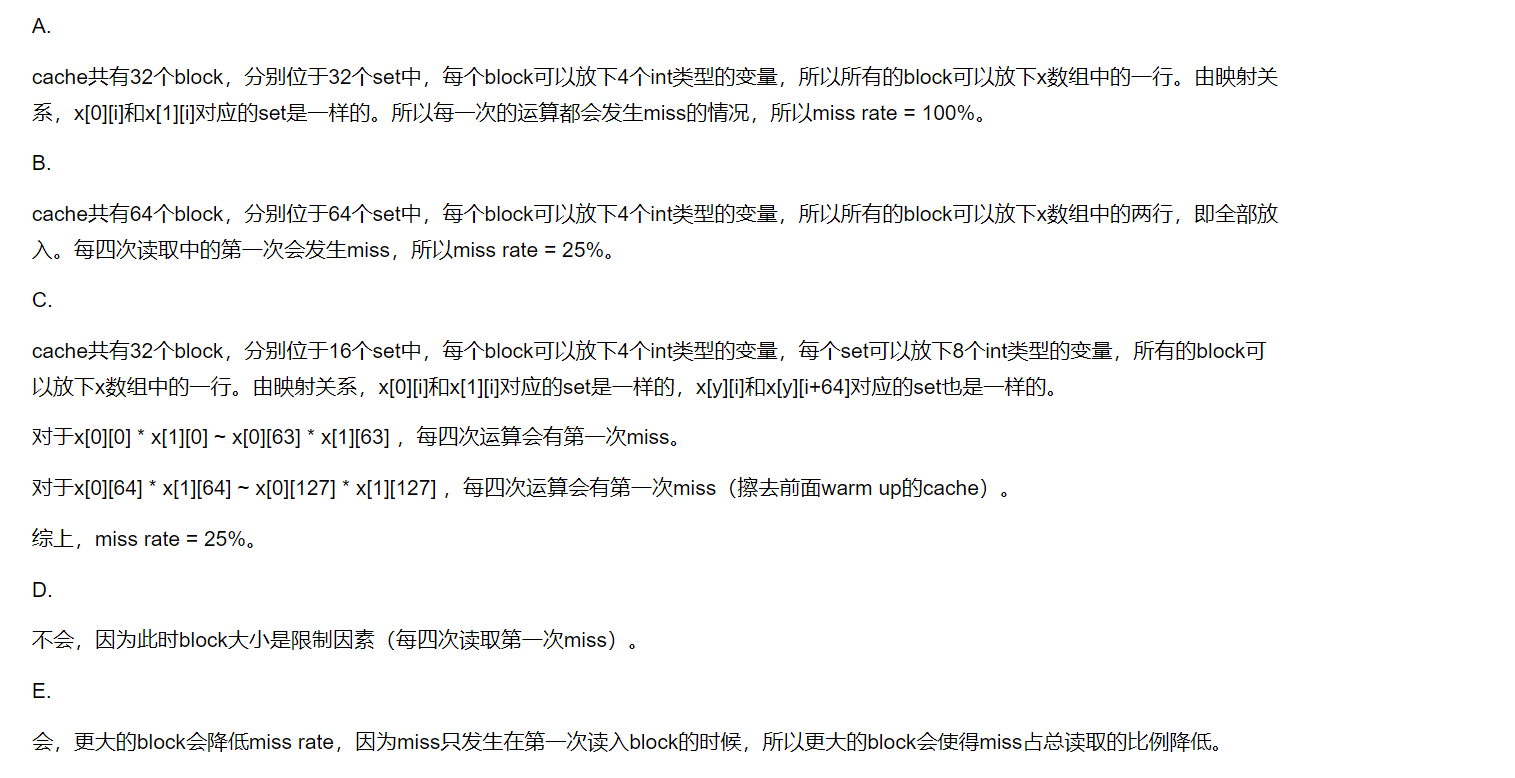 A.
cache共有32个block，分别位于32个set中，每个block可以放下4个int类型的变量，所以所有的block可以放下x数组中的一行。由映射关
系，x[0][i]和x[1][i]对应的set是一样的。所以每一次的运算都会发生miss的情况，所以miss rate = 100%。
B.
cache共有64个block，分别位于64个set中，每个block可以放下4个int类型的变量，所以所有的block可以放下x数组中的两行，即全部放
入。每四次读取中的第一次会发生miss，所以miss rate = 25%。
C.
cache共有32个block，分别位于16个set中，每个block可以放下4个int类型的变量，每个set可以放下8个int类型的变量，所有的block可
以放下x数组中的一行。由映射关系，x[0][i]和x[1][i]对应的set是一样的，x[y][i]和x[y][i+64]对应的set也是一样的。
对于x[0][0] * x[1][0] ~ x[0][63] * x[1][63] ，每四次运算会有第一次miss。
对于x[0][64] * x[1][64] ~ x[0][127] * x[1][127] ，每四次运算会有第一次miss（擦去前面warm up的cache）。
综上，miss rate = 25%。
D.
不会，因为此时block大小是限制因素（每四次读取第一次miss）。
E.
会，更大的block会降低miss rate，因为miss只发生在第一次读入block的时候，所以更大的block会使得miss占总读取的比例降低。